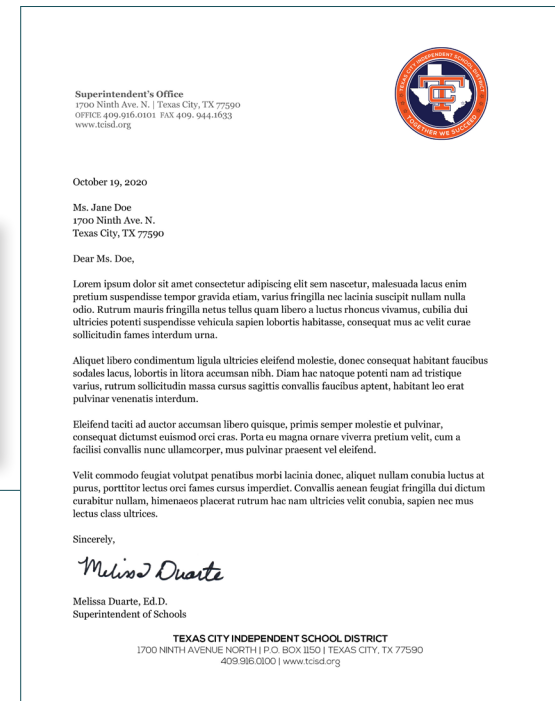 Superintendent's Office
1700 Ninth Ave. N. | Texas City, TX 77590
OFFICE 409.916.0101 FAX 409. 944.1633
www.tcisd.org
TEXAS CITY INDEPENDENT SCHOOL DISTRICT
TC
TOGETHER WE SUCCEED
October 19, 2020
Ms. Jane Doe
1700 Ninth Ave. N.
Texas City, TX 77590
Dear Ms. Doe,
Lorem ipsum dolor sit amet consectetur adipiscing elit sem nascetur, malesuada lacus enim
pretium suspendisse tempor gravida etiam, varius fringilla nec lacinia suscipit nullam nulla
odio. Rutrum mauris fringilla netus tellus quam libero a luctus rhoncus vivamus, cubilia dui
ultricies potenti suspendisse vehicula sapien lobortis habitasse, consequat mus ac velit curae
sollicitudin fames interdum urna.
Aliquet libero condimentum ligula ultricies eleifend molestie, donec consequat habitant faucibus
sodales lacus, lobortis in litora accumsan nibh. Diam hac natoque potenti nam ad tristique
varius, rutrum sollicitudin massa cursus sagittis convallis faucibus aptent, habitant leo erat
pulvinar venenatis interdum.
Eleifend taciti ad auctor accumsan libero quisque, primis semper molestie et pulvinar,
consequat dictumst euismod orci cras. Porta eu magna ornare viverra pretium velit, cum a
facilisi convallis nunc ullamcorper, mus pulvinar praesent vel eleifend.
Velit commodo feugiat volutpat penatibus morbi lacinia donec, aliquet nullam conubia luctus at
purus, porttitor lectus orci fames cursus imperdiet. Convallis aenean feugiat fringilla dui dictum
curabitur nullam, himenaeos placerat rutrum hac nam ultricies velit conubia, sapien nec mus
lectus class ultrices.
Sincerely,
Melissa Duarte
Melissa Duarte, Ed.D.
Superintendent of Schools
TEXAS CITY INDEPENDENT SCHOOL DISTRICT
1700 NINTH AVENUE NORTH | P.O. BOX 1150 | TEXAS CITY, TX 77590
409.916.0100 | www.tcisd.org